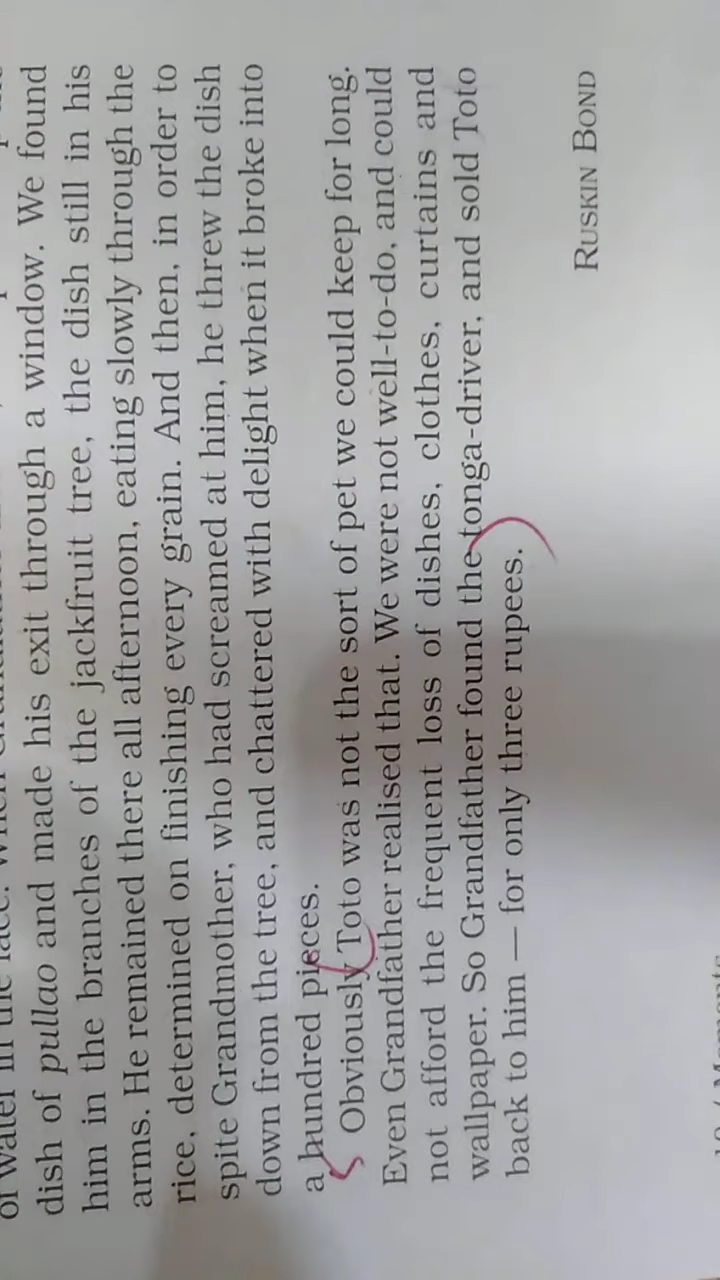 of water in the face.
dish of pullao and made his exit through a window. We found
him in the branches of the jackfruit tree, the dish still in his
arms. He remained there all afternoon, eating slowly through the
rice, determined on finishing every grain. And then, in order to
spite Grandmother, who had screamed at him, he threw the dish
down from the tree, and chattered with delight when it broke into
a hundred pieces.
Obviously Toto was not the sort of pet we could keep for long.
Even Grandfather realised that. We were not well-to-do, and could
not afford the frequent loss of dishes, clothes, curtains and
wallpaper. So Grandfather found the tonga-driver, and sold Toto
back to him — for only three rupees.
RUSKIN BOND
/ Moments